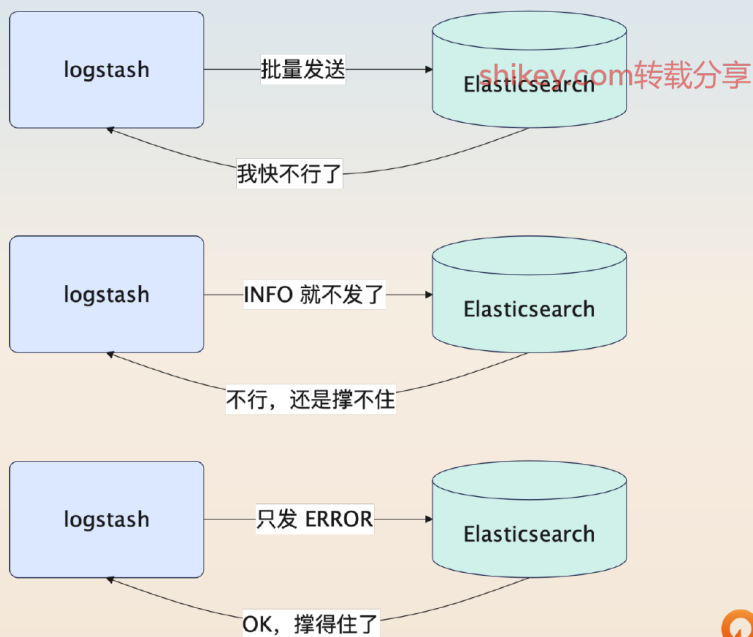 logstash
批量发送
shikey.com转载分享
Elasticsearch
我快不行了
logstash
INFO 就不发了
Elasticsearch
不行，还是撑不住
logstash
只发 ERROR
Elasticsearch
OK，撑得住了